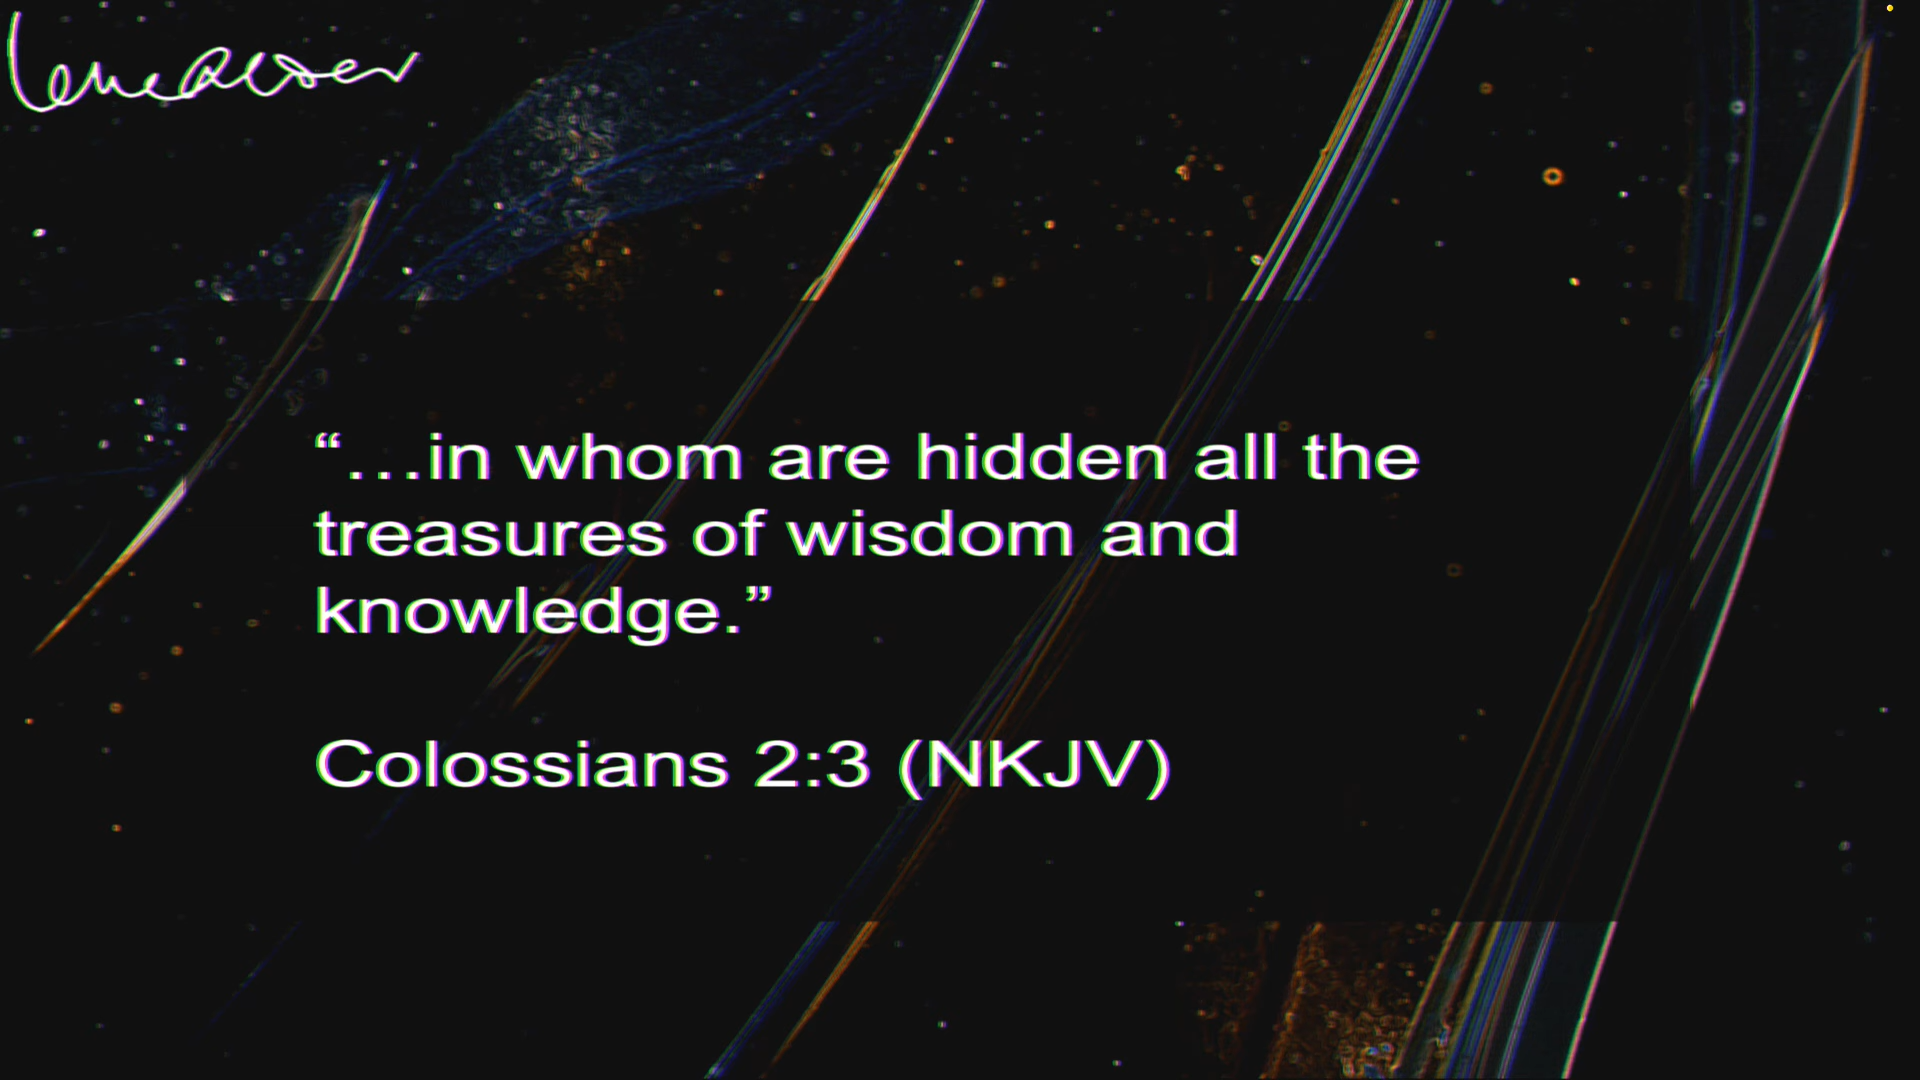 “…in whom are hidden all the
treasures of wisdom and
knowledge.”
Colossians 2:3 (NKJV)